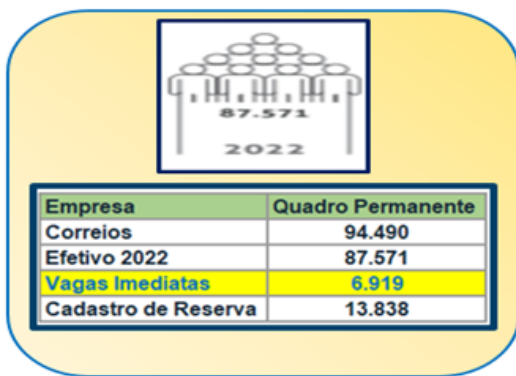 87.571
2022
Empresa Quadro Permanente
Correios 94.490
Efetivo 2022 87.571
Vagas Imediatas 6.919
Cadastro de Reserva 13.838